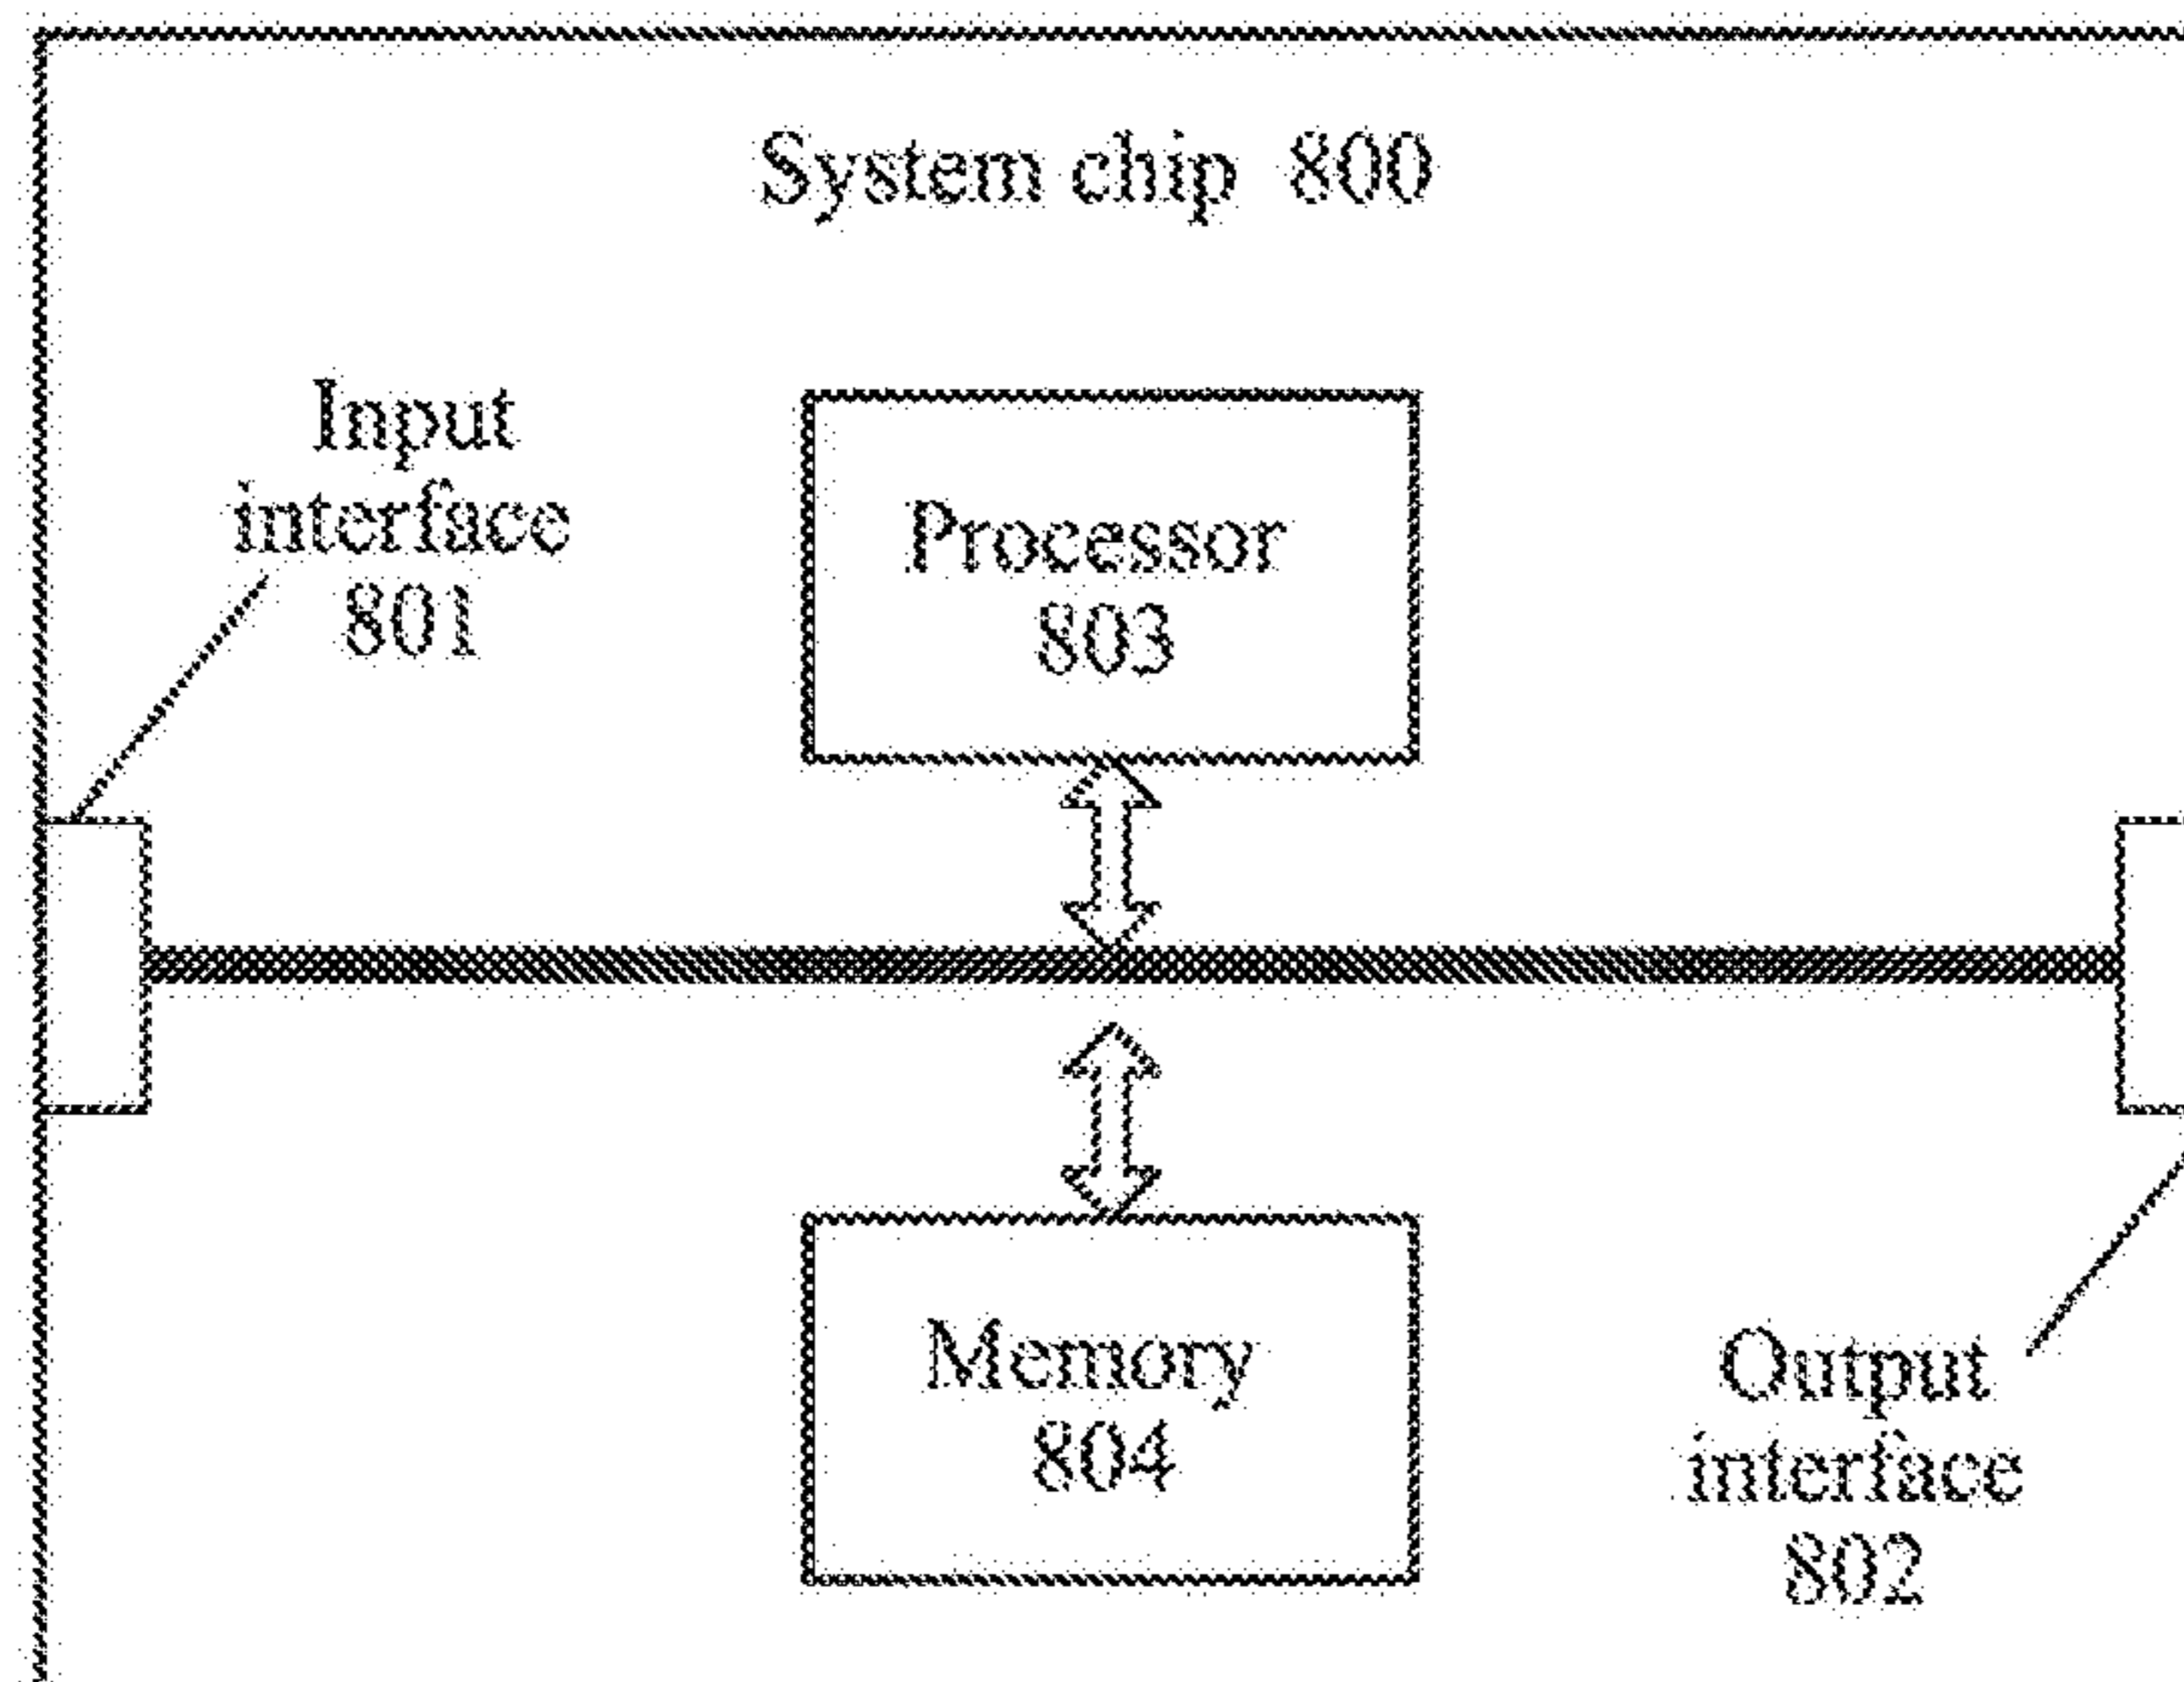 System chip 800
Input
interface
801
Processor
803
Memory
804
Output
interface
802